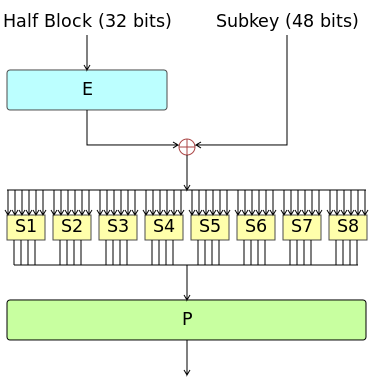 Half Block (32 bits) Subkey (48 bits)
E
S1 S2 S3 S4 S5 S6 S7 S8
P